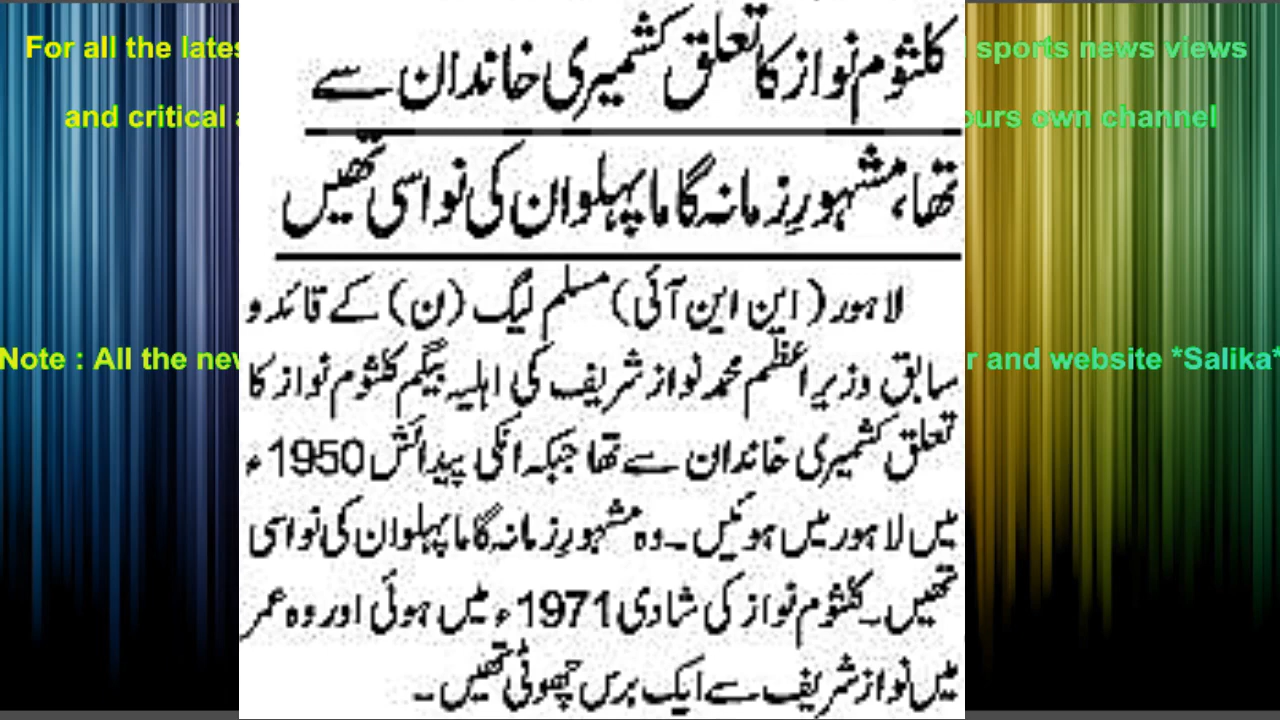 For all the lates
sports news views
and critical
ours own channel
Note : All the new
r and website *Salika*
کلثوم نواز کا تعلق کشمیری خاندان سے
تھا، مشہورِ زمانہ گاما پہلوان کی نواسی تھیں
لاہور (این این آئی) مسلم لیگ (ن) کے قائد و
سابق وزیراعظم محمد نواز شریف کی اہلیہ بیگم کلثوم نواز کا
تعلق کشمیری خاندان سے تھا جبکہ انکی پیدائش 1950ء
میں لاہور میں ہوئیں۔ وہ مشہورِ زمانہ گاما پہلوان کی نواسی
تھیں۔ کلثوم نواز کی شادی 1971ء میں ہوئی اور وہ عمر
میں نواز شریف سے ایک برس چھوٹی تھیں۔